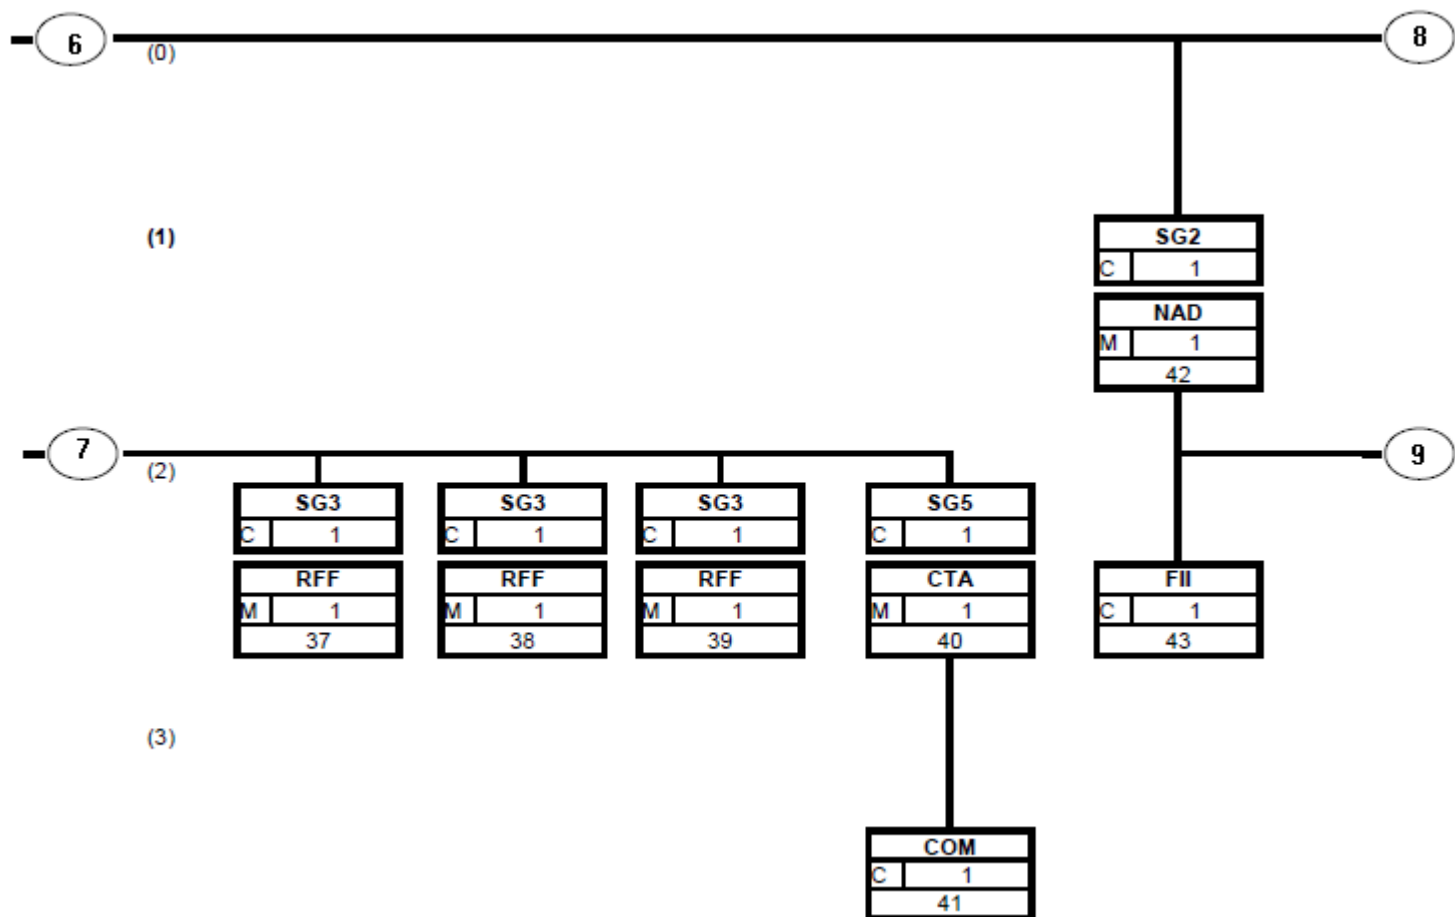 6 (0) 8
(1)
SG2
C 1
NAD
M 1
42
7 (2) 9
SG3 SG3 SG3 SG5
C 1 C 1 C 1 C 1
RFF RFF RFF CTA FII
M 1 M 1 M 1 M 1 C 1
37 38 39 40 43
(3)
COM
C 1
41